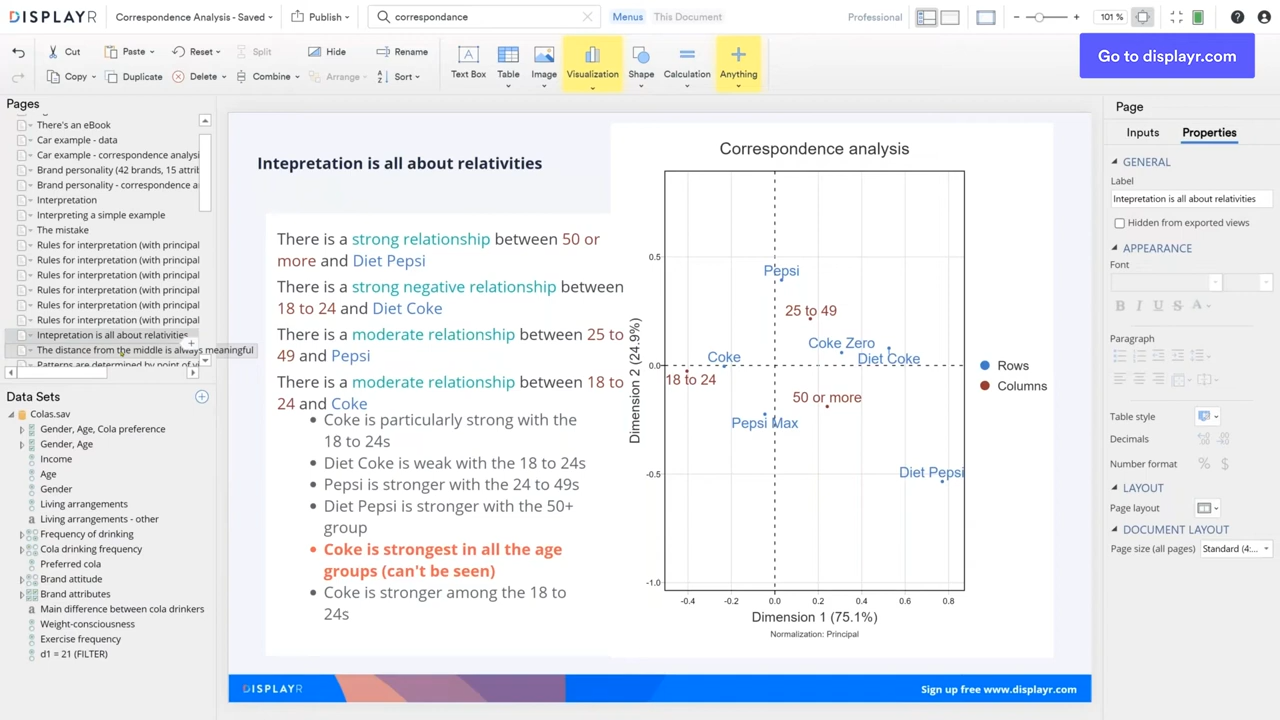 DISPLAYR
Correspondence Analysis - Saved
Publish
correspondance
Menus
This Document
Professional
101 %
Cut
Paste
Reset
Split
Hide
Rename
Copy
Duplicate
Delete
Combine
Arrange
Sort
Text Box
Table
Image
Visualization
Shape
Calculation
Anything
Go to displayr.com
Pages
There's an eBook
Car example - data
Car example - correspondence analysi
Brand personality (42 brands, 15 attrib
Brand personality - correspondence a
Interpretation
Interpreting a simple example
The mistake
Rules for interpretation (with principal
Rules for interpretation (with principal
Rules for interpretation (with principal
Rules for interpretation (with principal
Rules for interpretation (with principal
Rules for interpretation (with principal
Intepretation is all about relativities
The distance from the middle is always meaningful
Patterns are determined by point of vi
Data Sets
Colas.sav
Gender, Age, Cola preference
Gender, Age
Income
Age
Gender
Living arrangements
Living arrangements - other
Frequency of drinking
Cola drinking frequency
Preferred cola
Brand attitude
Brand attributes
Main difference between cola drinkers
Weight-consciousness
Exercise frequency
d1 = 21 (FILTER)
Intepretation is all about relativities
There is a strong relationship between 50 or
more and Diet Pepsi
There is a strong negative relationship between
18 to 24 and Diet Coke
There is a moderate relationship between 25 to
49 and Pepsi
There is a moderate relationship between 18 to
24 and Coke
Coke is particularly strong with the
18 to 24s
Diet Coke is weak with the 18 to 24s
Pepsi is stronger with the 24 to 49s
Diet Pepsi is stronger with the 50+
group
Coke is strongest in all the age
groups (can't be seen)
Coke is stronger among the 18 to
24s
Correspondence analysis
0.5
0.0
-0.5
-1.0
Dimension 2 (24.9%)
Pepsi
25 to 49
Coke Zero
Diet Coke
Coke
18 to 24
50 or more
Pepsi Max
Diet Pepsi
-0.4
-0.2
0.0
0.2
0.4
0.6
0.8
Dimension 1 (75.1%)
Normalization: Principal
Rows
Columns
DISPLAYR
Sign up free www.displayr.com
Page
Inputs
Properties
GENERAL
Label
Intepretation is all about relativities
Hidden from exported views
APPEARANCE
Font
B I U S A
Paragraph
Table style
Decimals
Number format
% $
LAYOUT
Page layout
DOCUMENT LAYOUT
Page size (all pages)
Standard (4:...